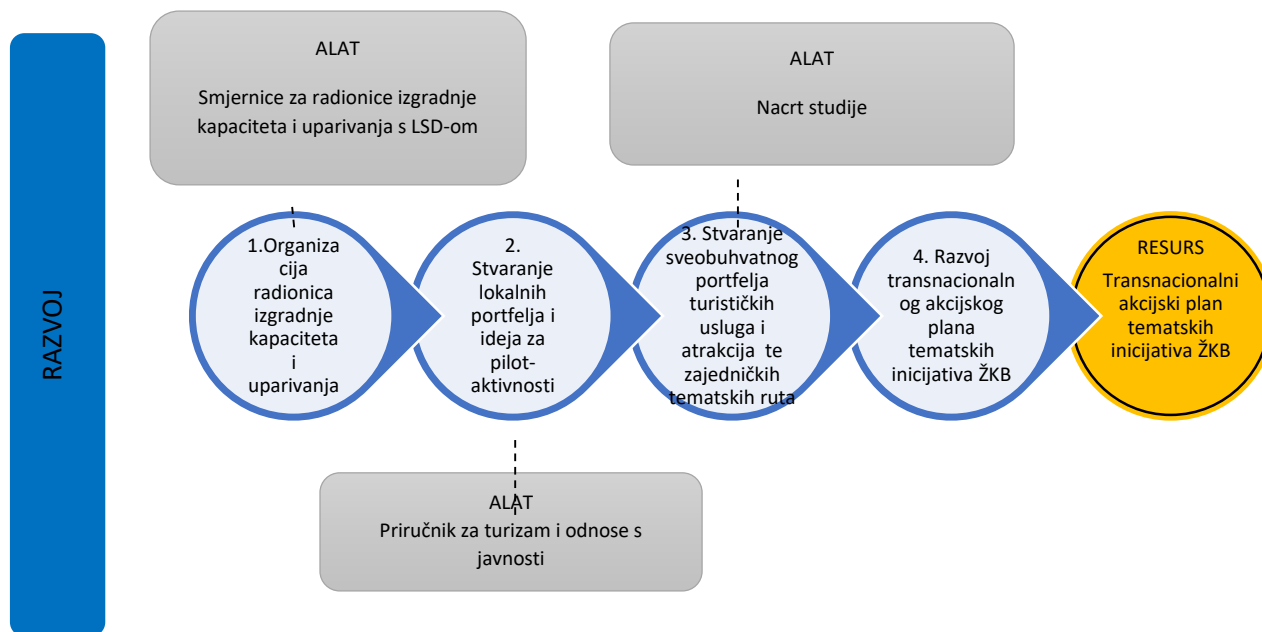 RAZVOJ
ALAT
Smjernice za radionice izgradnje
kapaciteta i uparivanja s LSD-om
ALAT
Nacrt studije
1.Organiza
cija
radionica
izgradnje
kapaciteta
i
uparivanja
2.
Stvaranje
lokalnih
portfelja i
ideja za
pilot-
aktivnosti
3. Stvaranje
sveobuhvatnog
portfelja
turističkih
usluga i
atrakcija te
zajedničkih
tematskih ruta
4. Razvoj
transnacionaln
og akcijskog
plana
tematskih
inicijativa ŽKB
RESURS
Transnacionalni
akcijski plan
tematskih
inicijativa ŽKB
ALAT
Priručnik za turizam i odnose s
javnosti